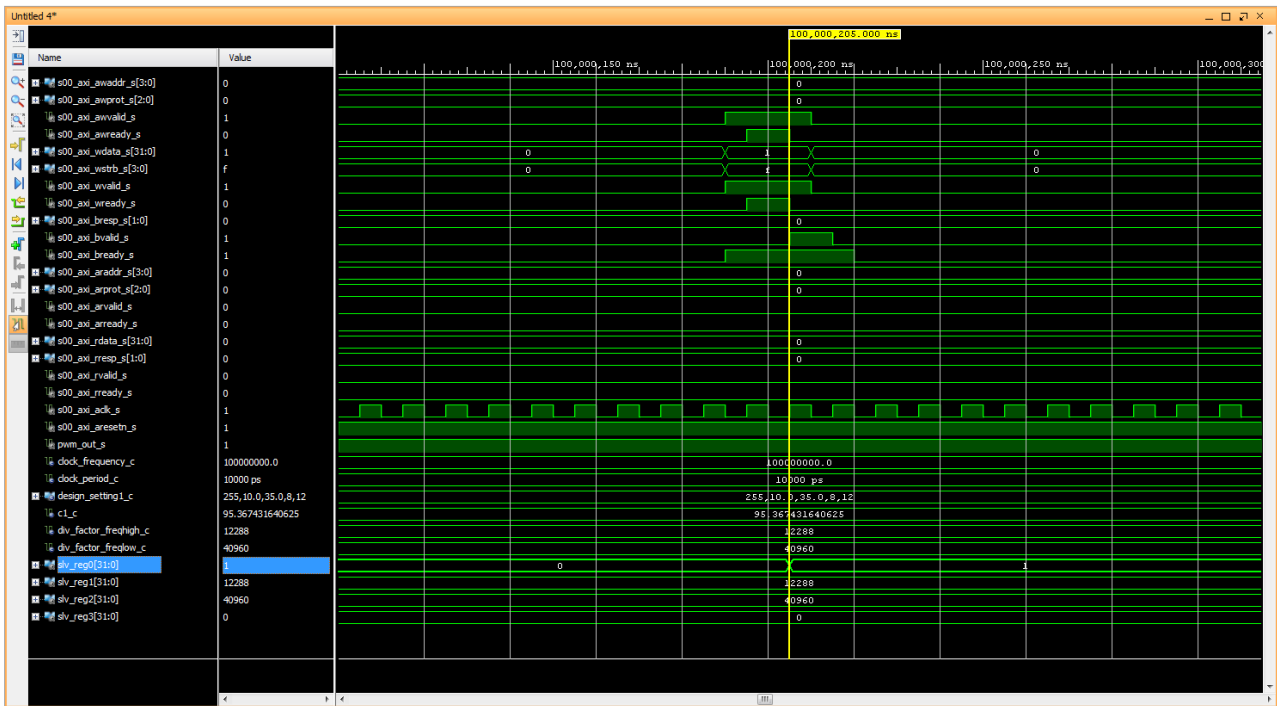 Untitled 4*
100,000,205.000 ns
Name Value
100,000,150 ns 100,000,200 ns 100,000,250 ns 100,000,300
s00_axi_awaddr_s[3:0] 0 0
s00_axi_awprot_s[2:0] 0 0
s00_axi_awvalid_s 1
s00_axi_awready_s 0
s00_axi_wdata_s[31:0] 1 0 1 0
s00_axi_wstrb_s[3:0] f 0 f 0
s00_axi_wvalid_s 1
s00_axi_wready_s 0
s00_axi_bresp_s[1:0] 0 0
s00_axi_bvalid_s 1
s00_axi_bready_s 1
s00_axi_araddr_s[3:0] 0 0
s00_axi_arprot_s[2:0] 0 0
s00_axi_arvalid_s 0
s00_axi_arready_s 0
s00_axi_rdata_s[31:0] 0 0
s00_axi_rresp_s[1:0] 0 0
s00_axi_rvalid_s 0
s00_axi_rready_s 0
s00_axi_aclk_s 1
s00_axi_aresetn_s 1
pwm_out_s 1
clock_frequency_c 100000000.0 100000000.0
clock_period_c 10000 ps 10000 ps
design_setting1_c 255,10.0,35.0,8,12 255,10.0,35.0,8,12
c1_c 95.367431640625 95.367431640625
div_factor_freqhigh_c 12288 12288
div_factor_freqlow_c 40960 40960
slv_reg0[31:0] 1 0 1
slv_reg1[31:0] 12288 12288
slv_reg2[31:0] 40960 40960
slv_reg3[31:0] 0 0